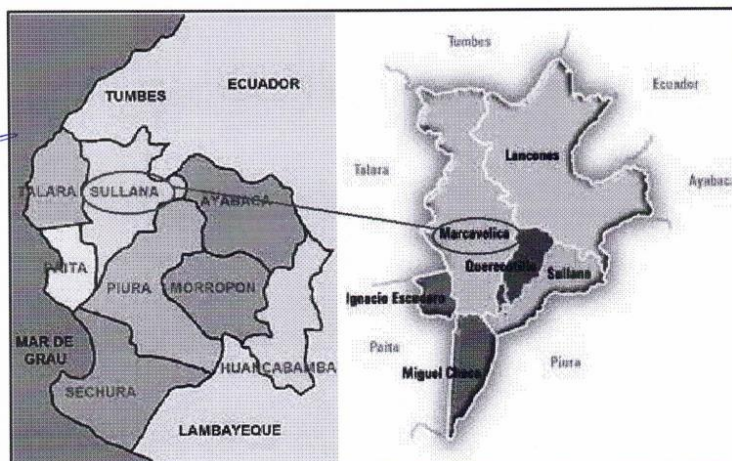 TUMBES
ECUADOR
TALARA
SULLANA
AYABACA
PAITA
PIURA
MORROPON
MAR DE
GRAU
HUANCABAMBA
SECHURA
LAMBAYEQUE
Tumbes
Ecuador
Lancones
Talara
Ayabaca
Marcavelica
Querecotillo
Sullana
Ignacio Escudero
Paita
Piura
Miguel Checa